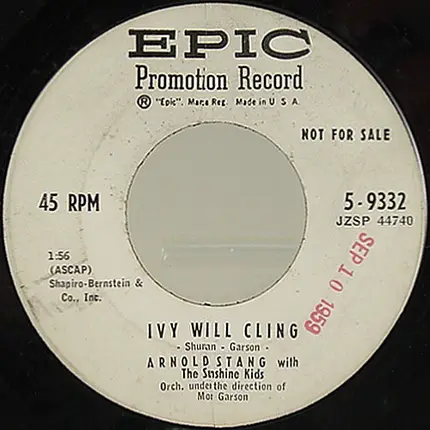 EPIC
Promotion Record
® "Epic". Marca Reg. Made in U S A
NOT FOR SALE
45 RPM
5-9332
JZSP 44740
1:56
(ASCAP)
Shapiro-Bernstein &
Co., Inc.
SEP 10 1959
IVY WILL CLING
- Shuran - Garson -
ARNOLD STANG with
The Sunshine Kids
Orch. under the direction of
Mort Garson